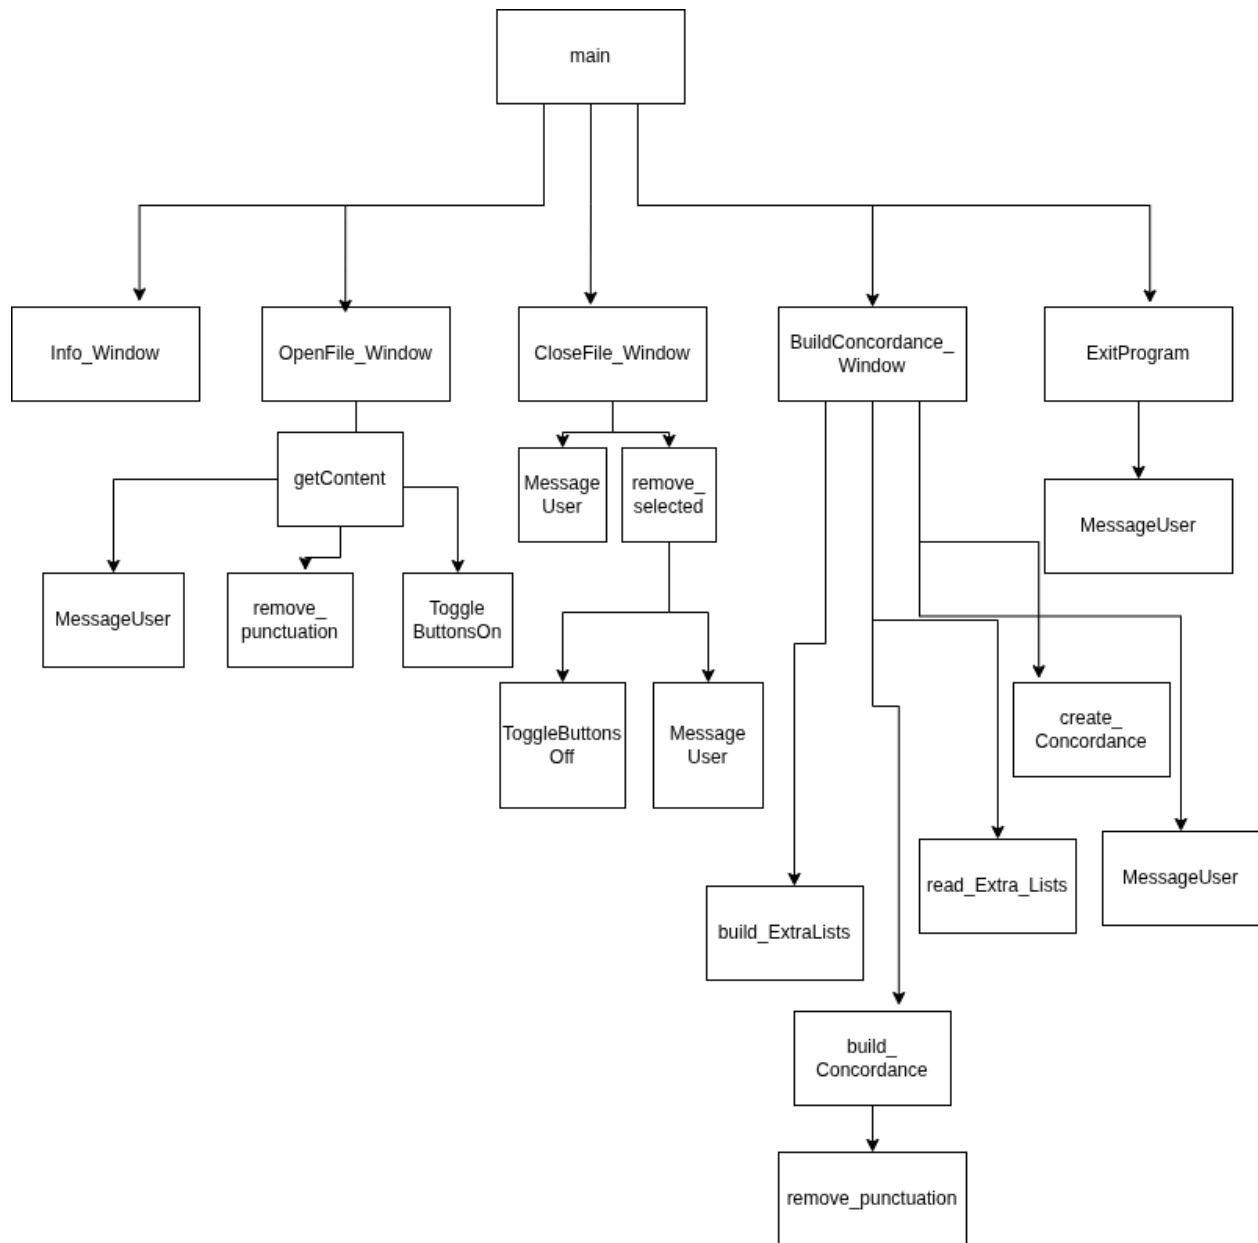 main
Info_Window
OpenFile_Window
CloseFile_Window
BuildConcordance_
Window
ExitProgram
getContent
Message
User
remove_
selected
MessageUser
MessageUser
remove_
punctuation
Toggle
ButtonsOn
ToggleButtons
Off
Message
User
create_
Concordance
build_ExtraLists
read_Extra_Lists
MessageUser
build_
Concordance
remove_punctuation